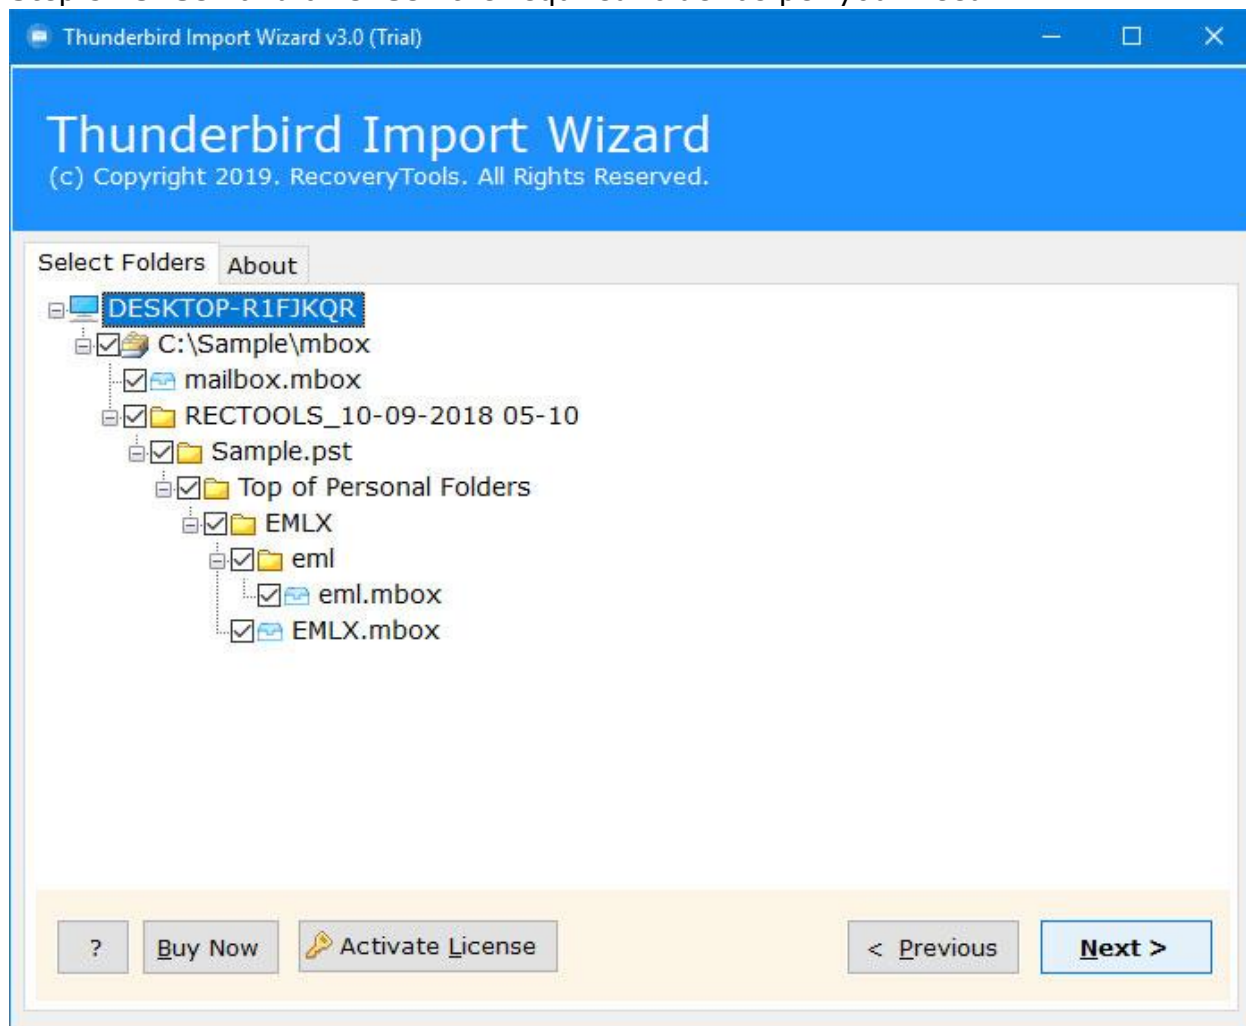 Thunderbird Import Wizard v3.0 (Trial)
Thunderbird Import Wizard
(c) Copyright 2019. RecoveryTools. All Rights Reserved.
Select Folders About
DESKTOP-R1FJKQR
C:\Sample\mbox
mailbox.mbox
RECTOOLS_10-09-2018 05-10
Sample.pst
Top of Personal Folders
EMLX
eml
eml.mbox
EMLX.mbox
? Buy Now Activate License < Previous Next >